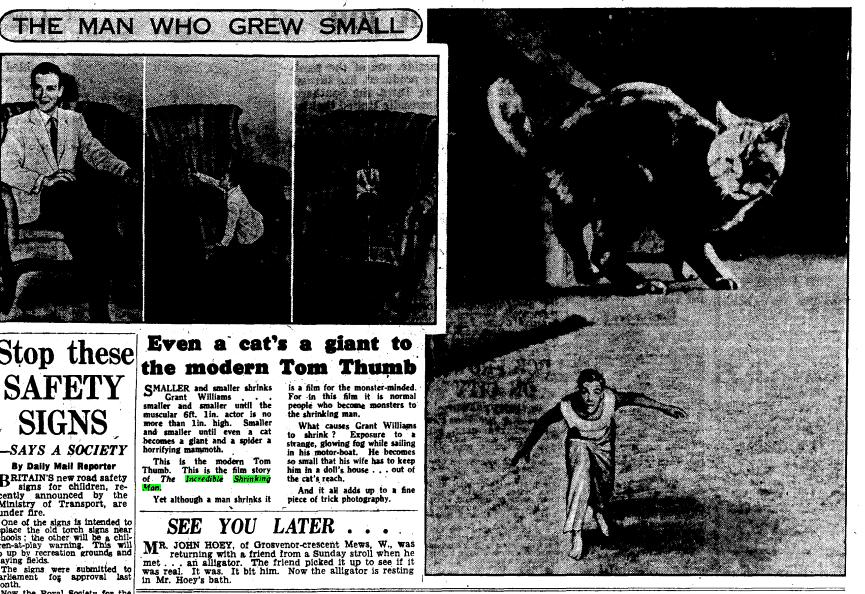 THE MAN WHO GREW SMALL
Stop these
SAFETY
SIGNS
—SAYS A SOCIETY
By Daily Mail Reporter
BRITAIN'S new road safety
signs for children, re-
cently announced by the
Ministry of Transport, are
under fire.
One of the signs is intended to
place the old torch signs near
hools; the other will be a chil-
ren-at-play warning. This will
up by recreation grounds and
aying fields.
The signs were submitted to
arliament for approval last
onth.
Now the Royal Society for the
Even a cat's a giant to
the modern Tom Thumb
SMALLER and smaller shrinks
Grant Williams . .
smaller and smaller until the
muscular 6ft. 1in. actor is no
more than 1in. high. Smaller
and smaller until even a cat
becomes a giant and a spider a
horrifying mammoth.
This is the modern Tom
Thumb. This is the film story
of The Incredible Shrinking
Man.
Yet although a man shrinks it
is a film for the monster-minded.
For in this film it is normal
people who become monsters to
the shrinking man.
What causes Grant Williams
to shrink? Exposure to a
strange, glowing fog while sailing
in his motor-boat. He becomes
so small that his wife has to keep
him in a doll's house . . . out of
the cat's reach.
And it all adds up to a fine
piece of trick photography.
SEE YOU LATER . . .
MR. JOHN HOEY, of Grosvenor-crescent Mews, W., was
returning with a friend from a Sunday stroll when he
met . . . an alligator. The friend picked it up to see if it
was real. It was. It bit him. Now the alligator is resting
in Mr. Hoey's bath.